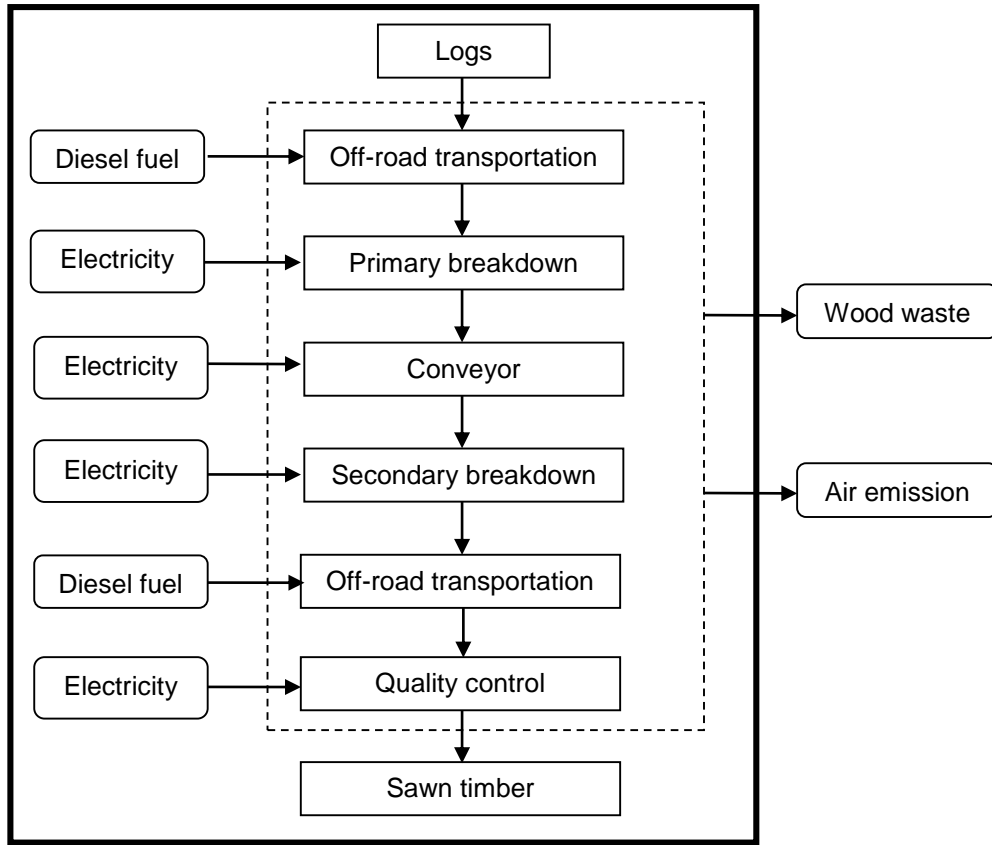 Logs
Diesel fuel
Off-road transportation
Electricity
Primary breakdown
Wood waste
Electricity
Conveyor
Electricity
Secondary breakdown
Air emission
Diesel fuel
Off-road transportation
Electricity
Quality control
Sawn timber